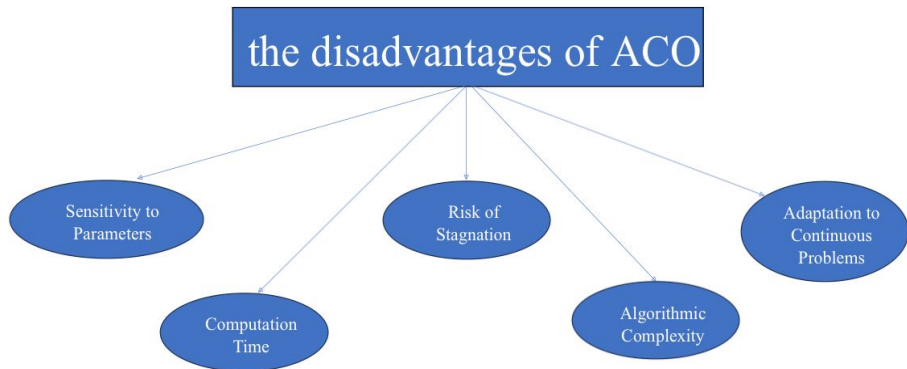 the disadvantages of ACO
Sensitivity to
Parameters
Risk of
Stagnation
Adaptation to
Continuous
Problems
Computation
Time
Algorithmic
Complexity